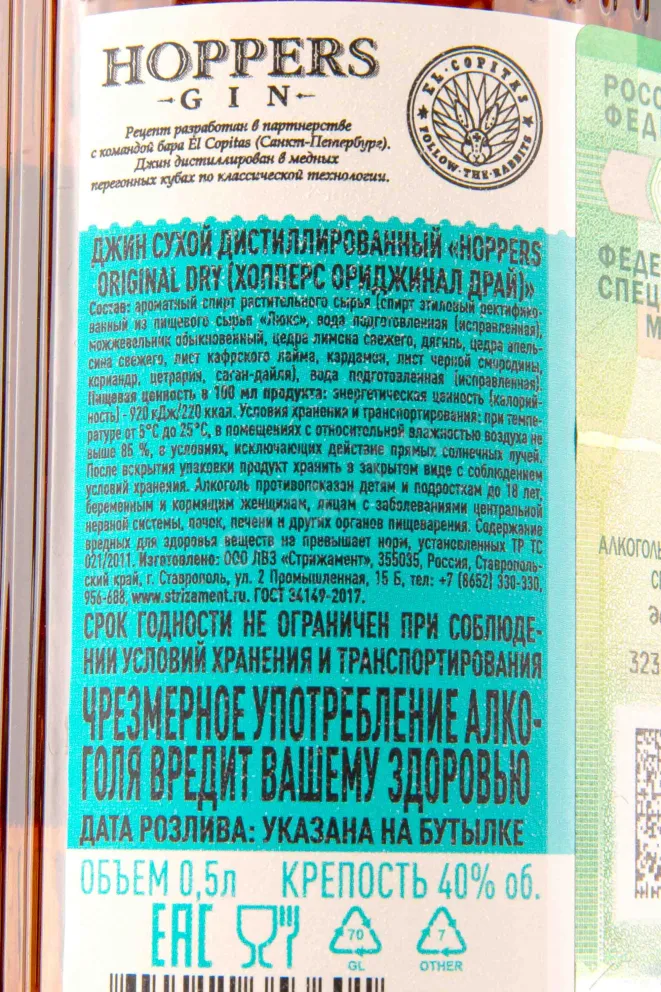 HOPPERS
GIN
Рецепт разработан в партнерстве
с командой бара El Copitas (Санкт-Петербург).
Джин дистиллирован в медных
перегонных кубах по классической технологии.
EL·COPITAS
FOLLOW·THE·RABBITS
ДЖИН СУХОЙ ДИСТИЛЛИРОВАННЫЙ «HOPPERS
ORIGINAL DRY (ХОППЕРС ОРИДЖИНАЛ ДРАЙ)»
Состав: ароматный спирт растительного сырья (спирт этиловый ректифико-
ванный из пищевого сырья «Люкс», вода подготовленная (исправленная),
можжевельник обыкновенный, цедра лимона свежего, дягиль, цедра апель-
сина свежего, лист кафрского лайма, кардамон, лист черной смородины,
кориандр, цетрария, саган-дайля), вода подготовленная (исправленная).
Пищевая ценность в 100 мл продукта: энергетическая ценность (калорий-
ность) - 920 кДж/220 ккал. Условия хранения и транспортирования: при темпе-
ратуре от 5°С до 25°С, в помещениях с относительной влажностью воздуха не
выше 85 %, в условиях, исключающих действие прямых солнечных лучей.
После вскрытия упаковки продукт хранить в закрытом виде с соблюдением
условий хранения. Алкоголь противопоказан детям и подросткам до 18 лет,
беременным и кормящим женщинам, лицам с заболеваниями центральной
нервной системы, почек, печени и других органов пищеварения. Содержание
вредных для здоровья веществ не превышает норм, установленных ТР ТС
021/2011. Изготовлено: ООО ЛВЗ «Стрижамент», 355035, Россия, Ставрополь-
ский край, г. Ставрополь, ул. 2 Промышленная, 15 Б, тел: +7 (8652) 330-330,
956-688, www.strizament.ru. ГОСТ 34149-2017.
СРОК ГОДНОСТИ НЕ ОГРАНИЧЕН ПРИ СОБЛЮДЕ-
НИИ УСЛОВИЙ ХРАНЕНИЯ И ТРАНСПОРТИРОВАНИЯ
ЧРЕЗМЕРНОЕ УПОТРЕБЛЕНИЕ АЛКО-
ГОЛЯ ВРЕДИТ ВАШЕМУ ЗДОРОВЬЮ
ДАТА РОЗЛИВА: УКАЗАНА НА БУТЫЛКЕ
ОБЪЕМ 0,5л КРЕПОСТЬ 40% об.
EAC
70
GL
7
OTHER
РОСС
ФЕД
ФЕДЕ
СПЕЦ
М
АЛКОГОЛЬ
323